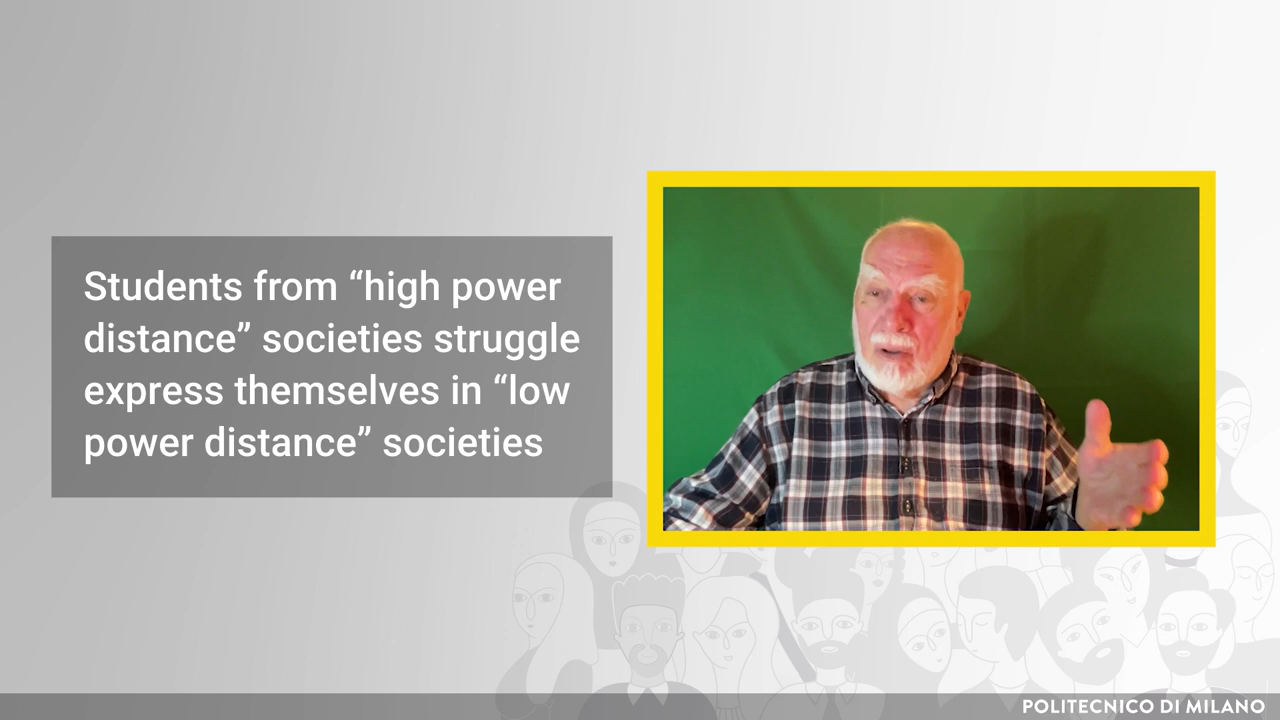 Students from “high power
distance” societies struggle
express themselves in “low
power distance” societies
POLITECNICO DI MILANO